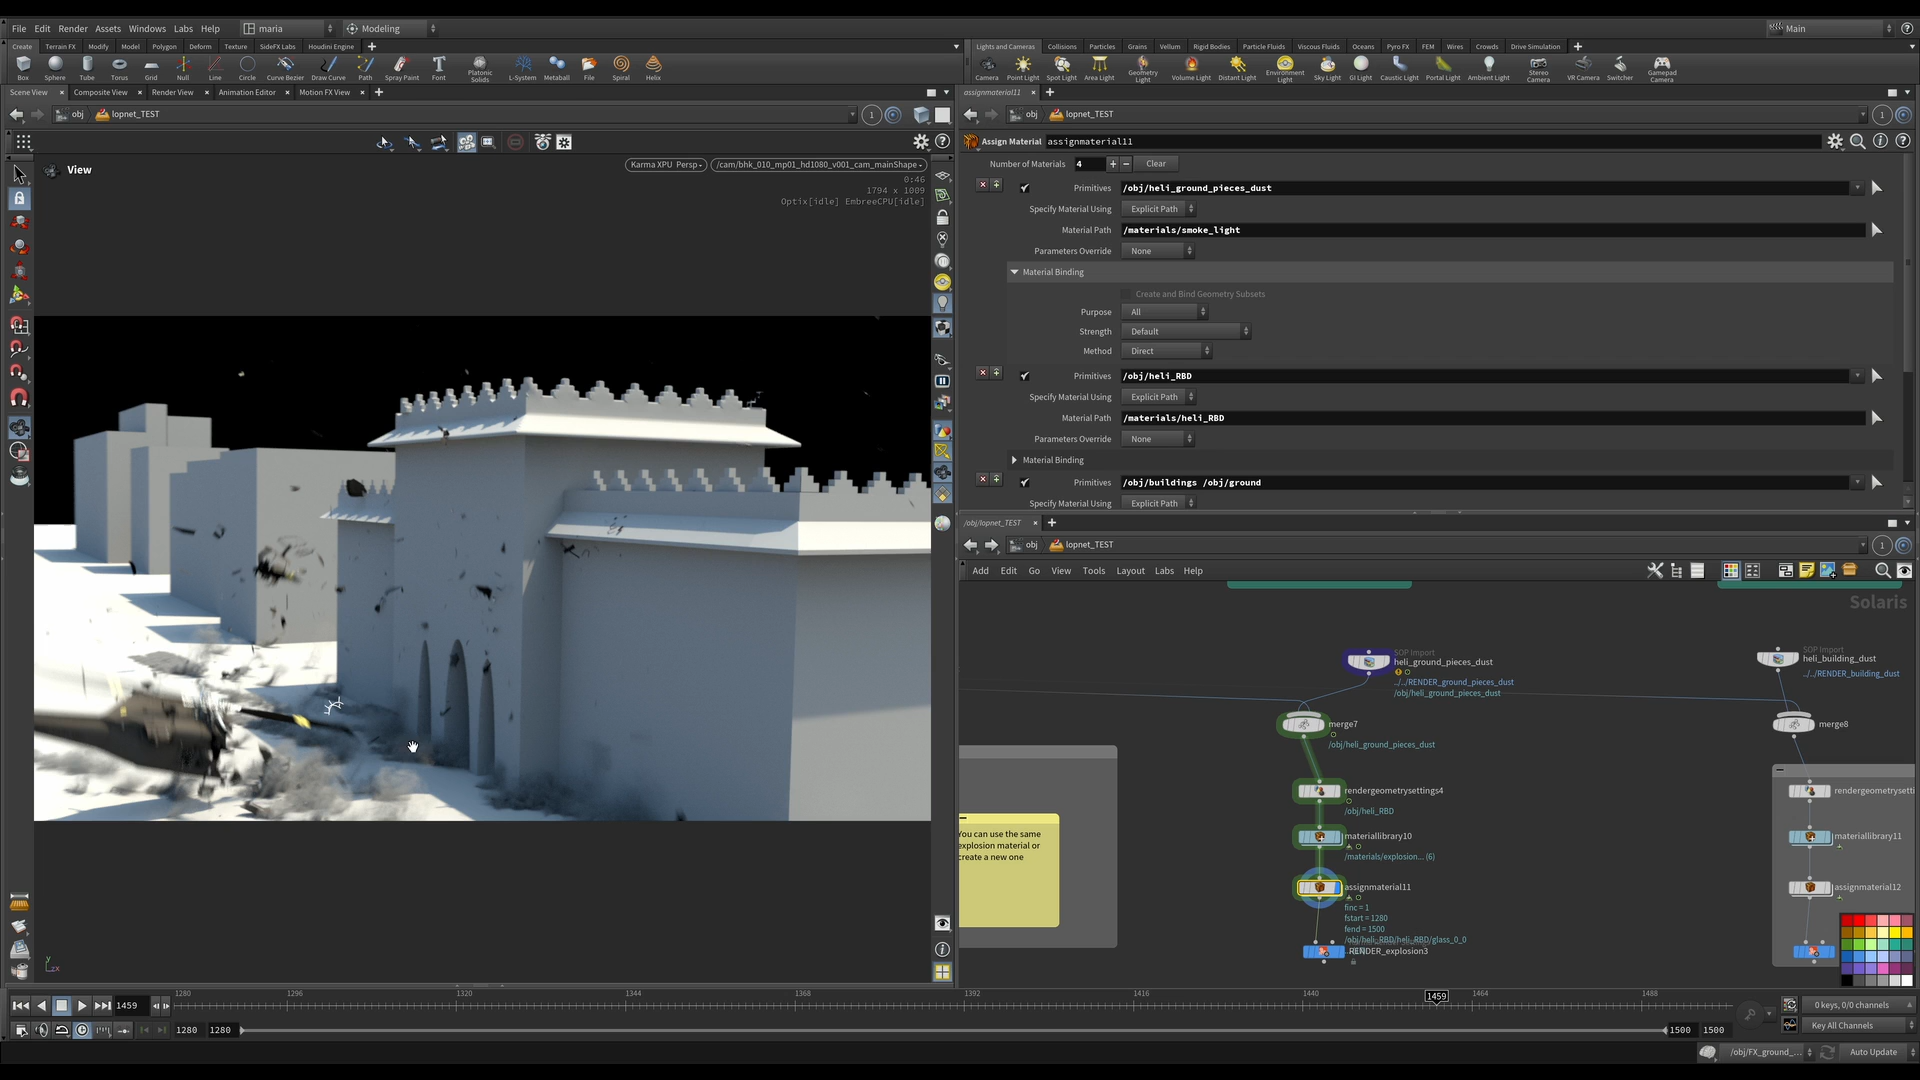 File Edit Render Assets Windows Labs Help maria Modeling Main
Create Terrain FX Modify Model Polygon Deform Texture SideFX Labs Houdini Engine
Lights and Cameras Collisions Particles Grains Vellum Rigid Bodies Particle Fluids Viscous Fluids Oceans Pyro FX FEM Wires Crowds Drive Simulation
Box Sphere Tube Torus Grid Null Line Circle Curve Bezier Draw Curve Path Spray Paint Font Platonic Solids L-System Metaball File Spiral Helix
Camera Point Light Spot Light Area Light Geometry Light Volume Light Distant Light Environment Light Sky Light GI Light Caustic Light Portal Light Ambient Light Stereo Camera VR Camera Switcher Gamepad Camera
Scene View Composite View Render View Animation Editor Motion FX View
assignmaterial11
obj lopnet_TEST 1
obj lopnet_TEST 1
View
Karma XPU Persp /cam/bhk_010_mp01_hd1080_v001_cam_mainShape
0:46
1794 x 1009
Optix[idle] EmbreeCPU[idle]
Assign Material assignmaterial11
Number of Materials 4 Clear
Primitives /obj/heli_ground_pieces_dust
Specify Material Using Explicit Path
Material Path /materials/smoke_light
Parameters Override None
Material Binding
Create and Bind Geometry Subsets
Purpose All
Strength Default
Method Direct
Primitives /obj/heli_RBD
Specify Material Using Explicit Path
Material Path /materials/heli_RBD
Parameters Override None
Material Binding
Primitives /obj/buildings /obj/ground
Specify Material Using Explicit Path
/obj/lopnet_TEST
obj lopnet_TEST 1
Add Edit Go View Tools Layout Labs Help
Solaris
SOP Import
heli_ground_pieces_dust
../../RENDER_ground_pieces_dust
/obj/heli_ground_pieces_dust
SOP Import
heli_building_dust
../../RENDER_building_dust
merge7
/obj/heli_ground_pieces_dust
merge8
rendergeometrysettings4
/obj/heli_RBD
rendergeometrysetti
materiallibrary10
/materials/explosion... (6)
materiallibrary11
You can use the same
explosion material or
create a new one
assignmaterial11
finc = 1
fstart = 1280
fend = 1500
/obj/heli_RBD/heli_RBD/glass_0_0
assignmaterial12
RENDER_explosion3
y
zx
1459
1280 1296 1320 1344 1368 1392 1416 1440 1459 1464 1488
0 keys, 0/0 channels
1280 1280 1500 1500
Key All Channels
/obj/FX_ground_... Auto Update